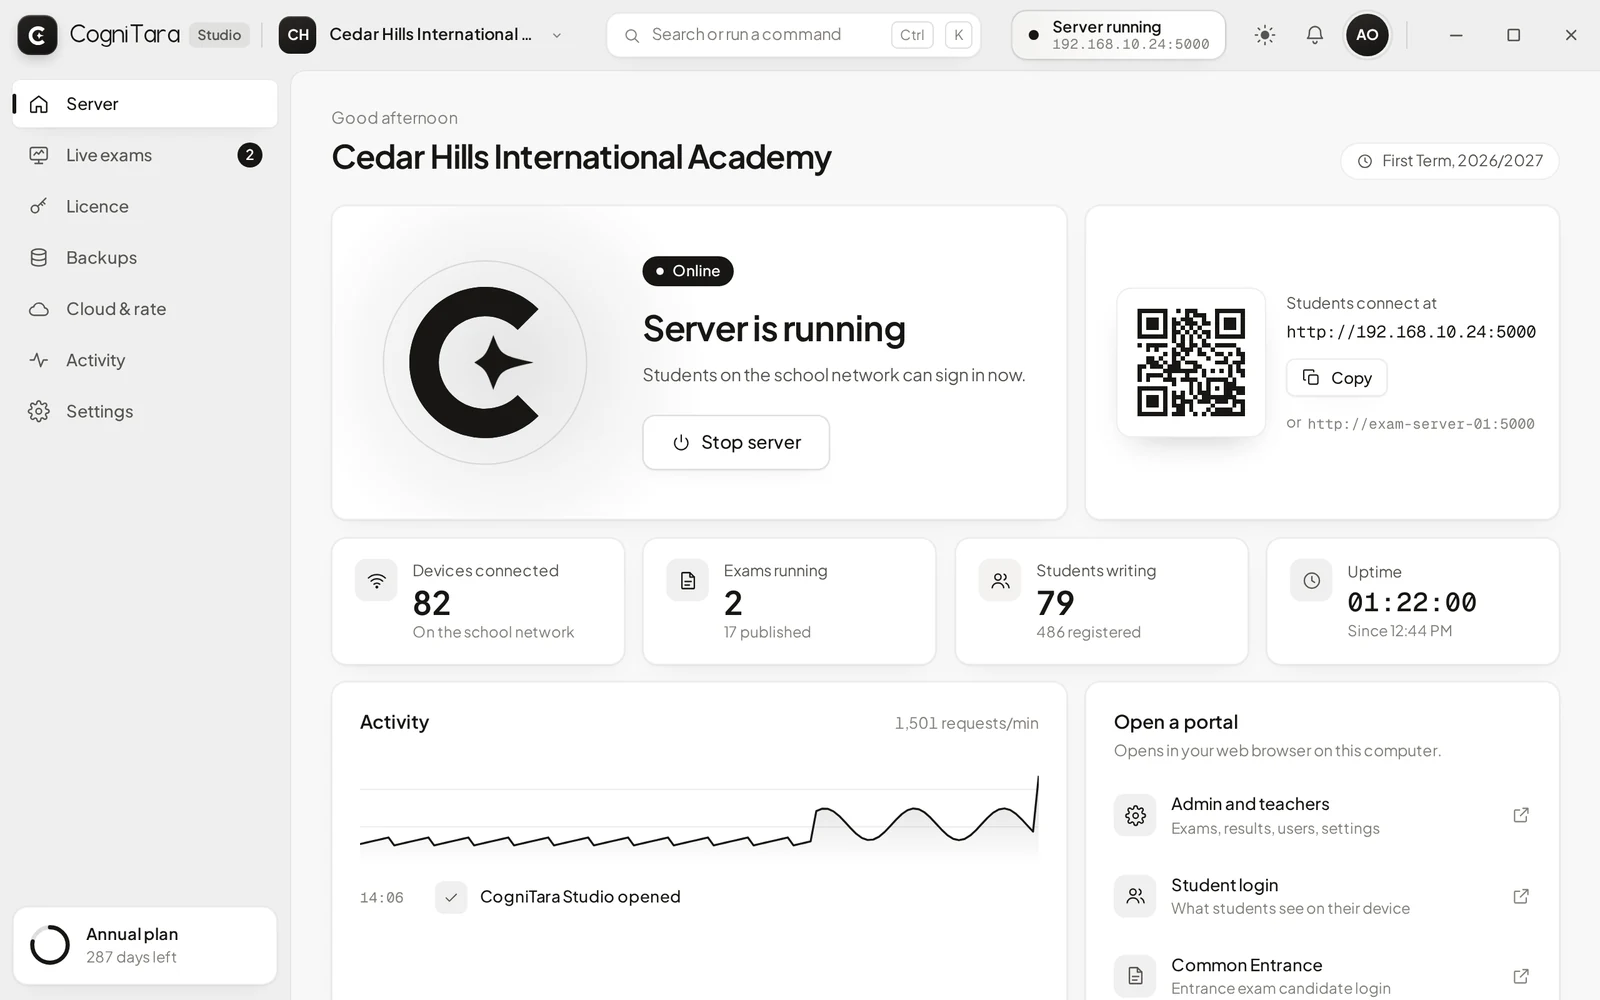 CogniTara Studio
CH Cedar Hills International ...
Search or run a command Ctrl K
Server running
192.168.10.24:5000
AO
Server
Live exams 2
Licence
Backups
Cloud & rate
Activity
Settings
Annual plan
287 days left
Good afternoon
Cedar Hills International Academy
First Term, 2026/2027
Online
Server is running
Students on the school network can sign in now.
Stop server
Students connect at
http://192.168.10.24:5000
Copy
or http://exam-server-01:5000
Devices connected
82
On the school network
Exams running
2
17 published
Students writing
79
486 registered
Uptime
01:22:00
Since 12:44 PM
Activity
1,501 requests/min
14:06 CogniTara Studio opened
Open a portal
Opens in your web browser on this computer.
Admin and teachers
Exams, results, users, settings
Student login
What students see on their device
Common Entrance
Entrance exam candidate login